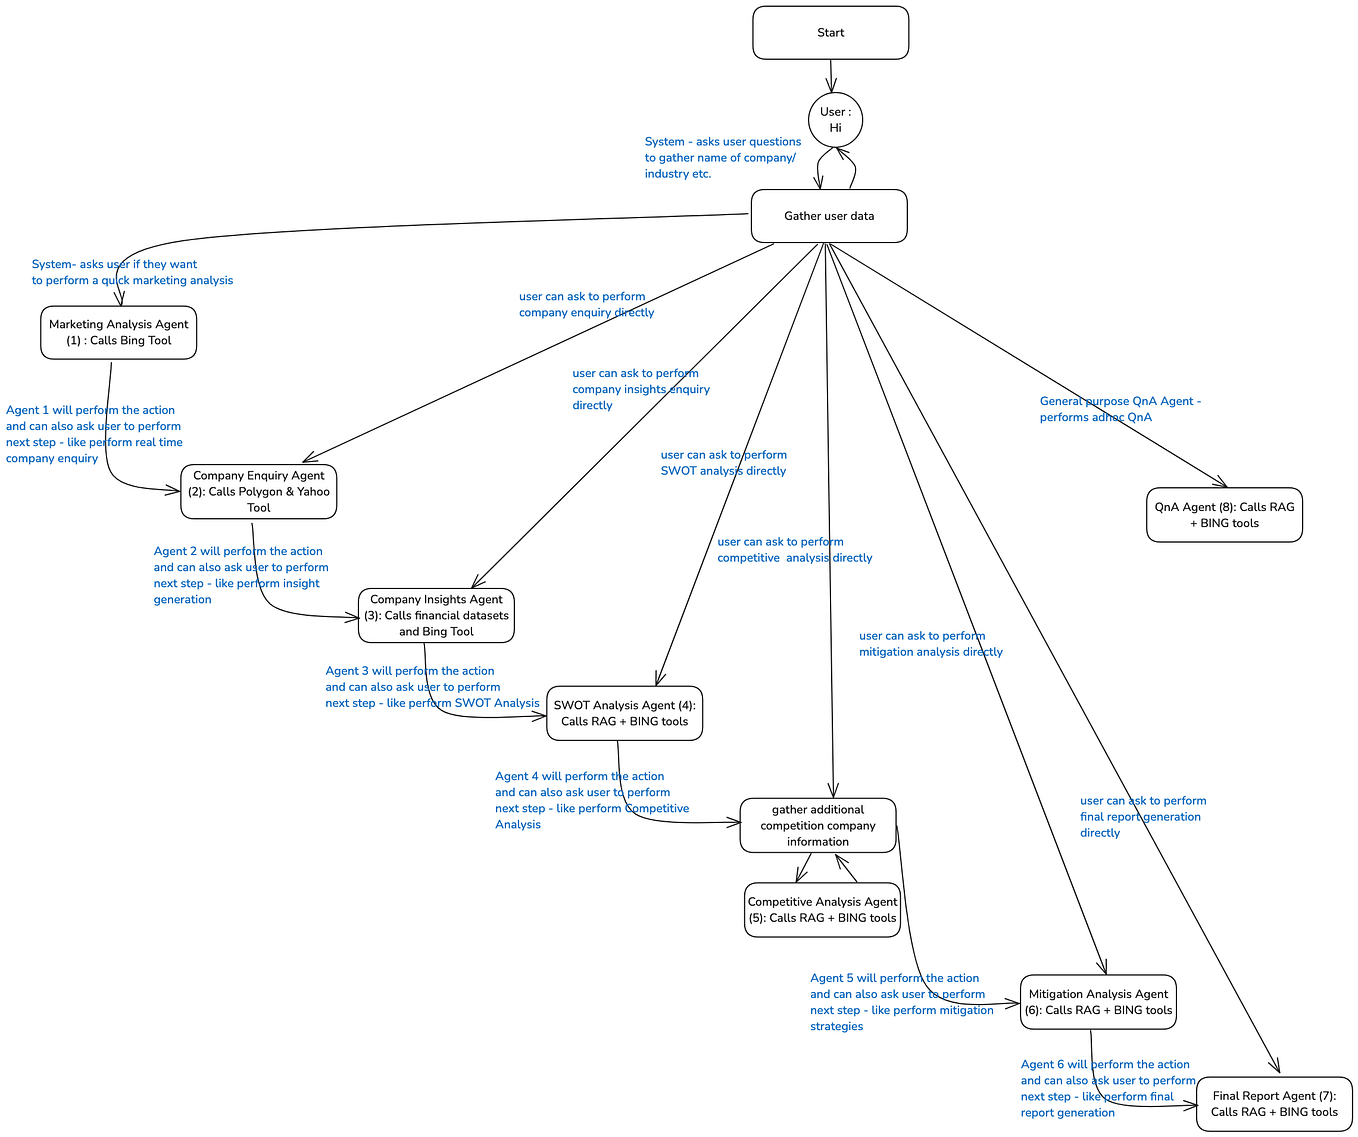 Start
User :
Hi
System - asks user questions
to gather name of company/
industry etc.
Gather user data
System- asks user if they want
to perform a quick marketing analysis
Marketing Analysis Agent
(1) : Calls Bing Tool
user can ask to perform
company enquiry directly
user can ask to perform
company insights enquiry
directly
General purpose QnA Agent -
performs adhoc QnA
Agent 1 will perform the action
and can also ask user to perform
next step - like perform real time
company enquiry
user can ask to perform
SWOT analysis directly
Company Enquiry Agent
(2): Calls Polygon & Yahoo
Tool
QnA Agent (8): Calls RAG
+ BING tools
user can ask to perform
competitive  analysis directly
Agent 2 will perform the action
and can also ask user to perform
next step - like perform insight
generation
Company Insights Agent
(3): Calls financial datasets
and Bing Tool
user can ask to perform
mitigation analysis directly
Agent 3 will perform the action
and can also ask user to perform
next step - like perform SWOT Analysis
SWOT Analysis Agent (4):
Calls RAG + BING tools
Agent 4 will perform the action
and can also ask user to perform
next step - like perform Competitive
Analysis
gather additional
competition company
information
user can ask to perform
final report generation
directly
Competitive Analysis Agent
(5): Calls RAG + BING tools
Agent 5 will perform the action
and can also ask user to perform
next step - like perform mitigation
strategies
Mitigation Analysis Agent
(6): Calls RAG + BING tools
Agent 6 will perform the action
and can also ask user to perform
next step - like perform final
report generation
Final Report Agent (7):
Calls RAG + BING tools